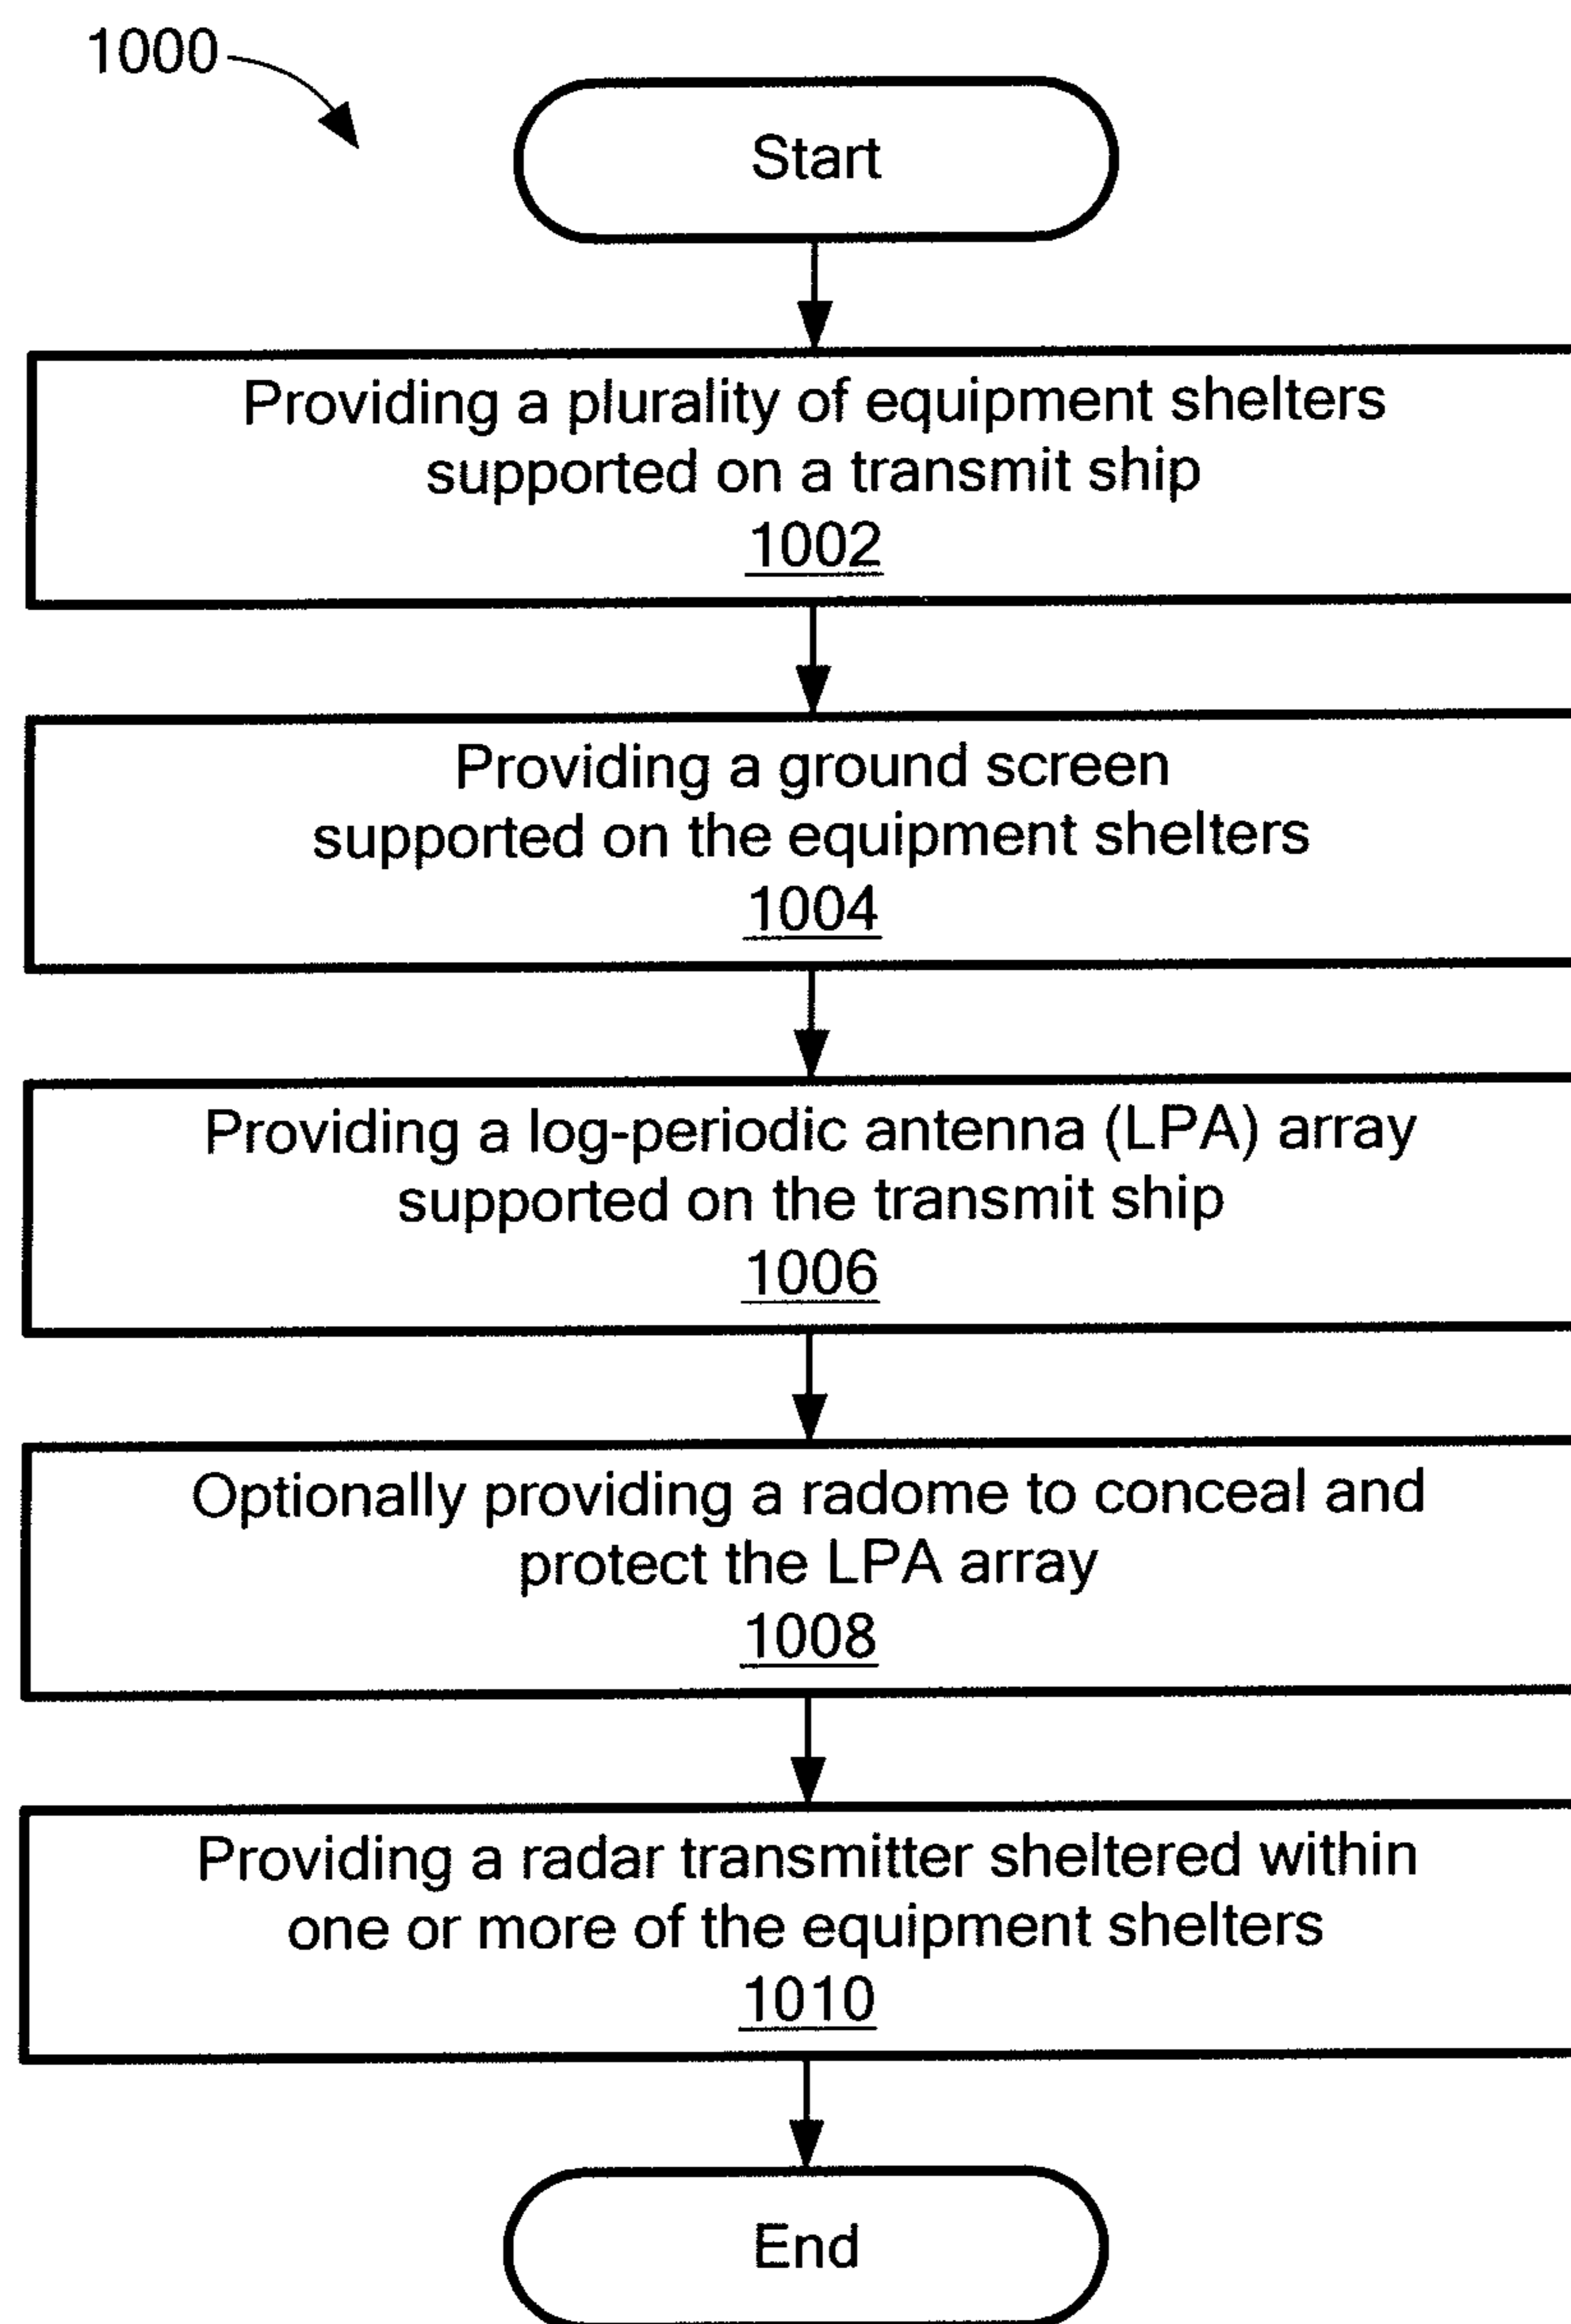 1000
Start
Providing a plurality of equipment shelters
supported on a transmit ship
1002
Providing a ground screen
supported on the equipment shelters
1004
Providing a log-periodic antenna (LPA) array
supported on the transmit ship
1006
Optionally providing a radome to conceal and
protect the LPA array
1008
Providing a radar transmitter sheltered within
one or more of the equipment shelters
1010
End